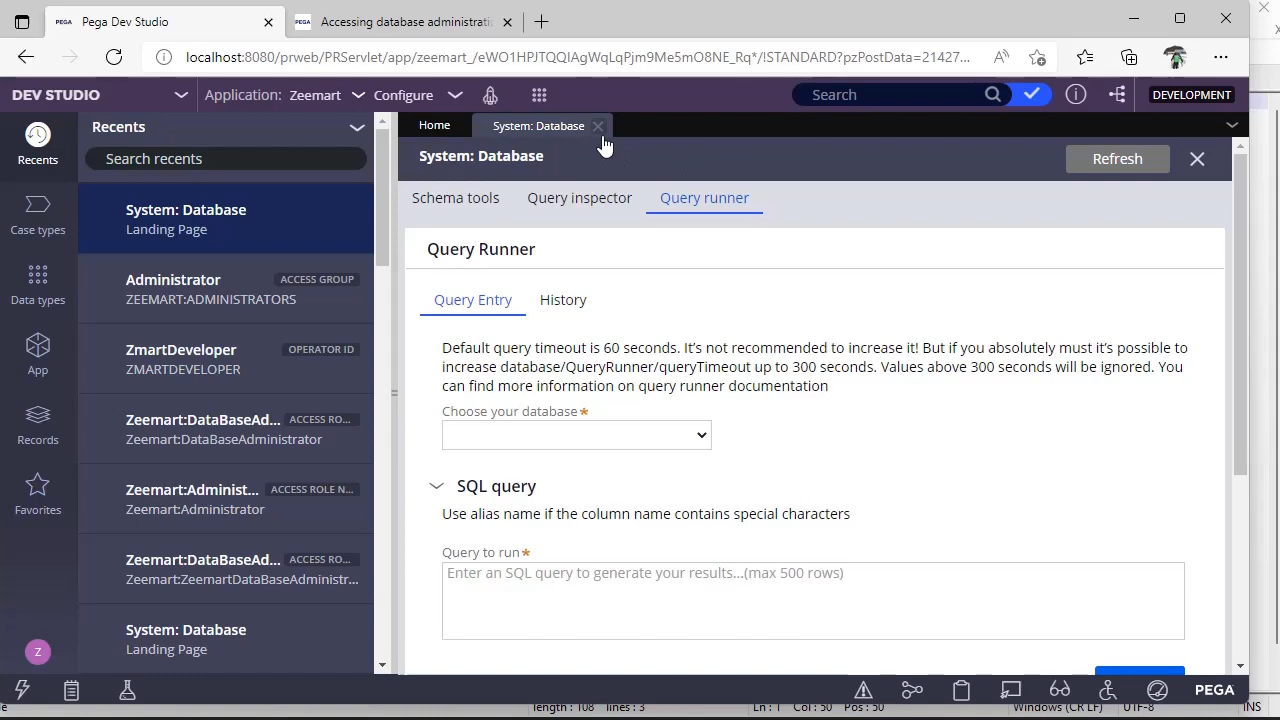 PEGA Pega Dev Studio
PEGA Accessing database administrati
localhost:8080/prweb/PRServlet/app/zeemart_/eWO1HPJTQQIAgWqLqPjm9Me5mO8NE_Rq*/!STANDARD?pzPostData=21427...
DEV STUDIO
Application: Zeemart
Configure
Search
DEVELOPMENT
Recents
Case types
Data types
App
Records
Favorites
Z
Recents
Search recents
System: Database
Landing Page
Administrator ACCESS GROUP
ZEEMART:ADMINISTRATORS
ZmartDeveloper OPERATOR ID
ZMARTDEVELOPER
Zeemart:DataBaseAd... ACCESS RO...
Zeemart:DataBaseAdministrator
Zeemart:Administ... ACCESS ROLE N...
Zeemart:Administrator
Zeemart:DataBaseAd... ACCESS RO...
Zeemart:ZeemartDataBaseAdministr...
System: Database
Landing Page
Home
System: Database
System: Database
Refresh
Schema tools
Query inspector
Query runner
Query Runner
Query Entry
History
Default query timeout is 60 seconds. It's not recommended to increase it! But if you absolutely must it's possible to
increase database/QueryRunner/queryTimeout up to 300 seconds. Values above 300 seconds will be ignored. You
can find more information on query runner documentation
Choose your database*
SQL query
Use alias name if the column name contains special characters
Query to run*
Enter an SQL query to generate your results...(max 500 rows)
PEGA
length : 108 lines : 3
Pos : 50
Windows (CR LF)
UTF-8
INS